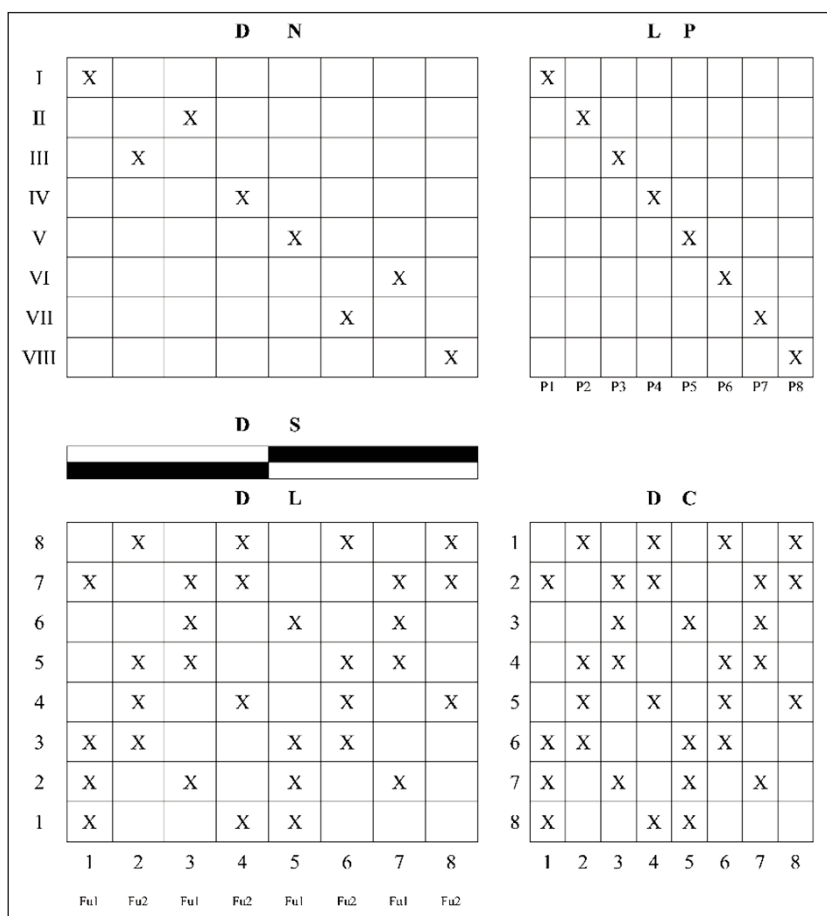 D N L P
I X X
II X X
III X X
IV X X
V X X
VI X X
VII X X
VIII X X
P1 P2 P3 P4 P5 P6 P7 P8
D S
D L D C
8 X X X X 1 X X X X
7 X X X X X 2 X X X X X
6 X X X 3 X X X
5 X X X X 4 X X X X
4 X X X X 5 X X X X
3 X X X X 6 X X X X
2 X X X X 7 X X X X
1 X X X 8 X X X
1 2 3 4 5 6 7 8 1 2 3 4 5 6 7 8
Fu1 Fu2 Fu1 Fu2 Fu1 Fu2 Fu1 Fu2